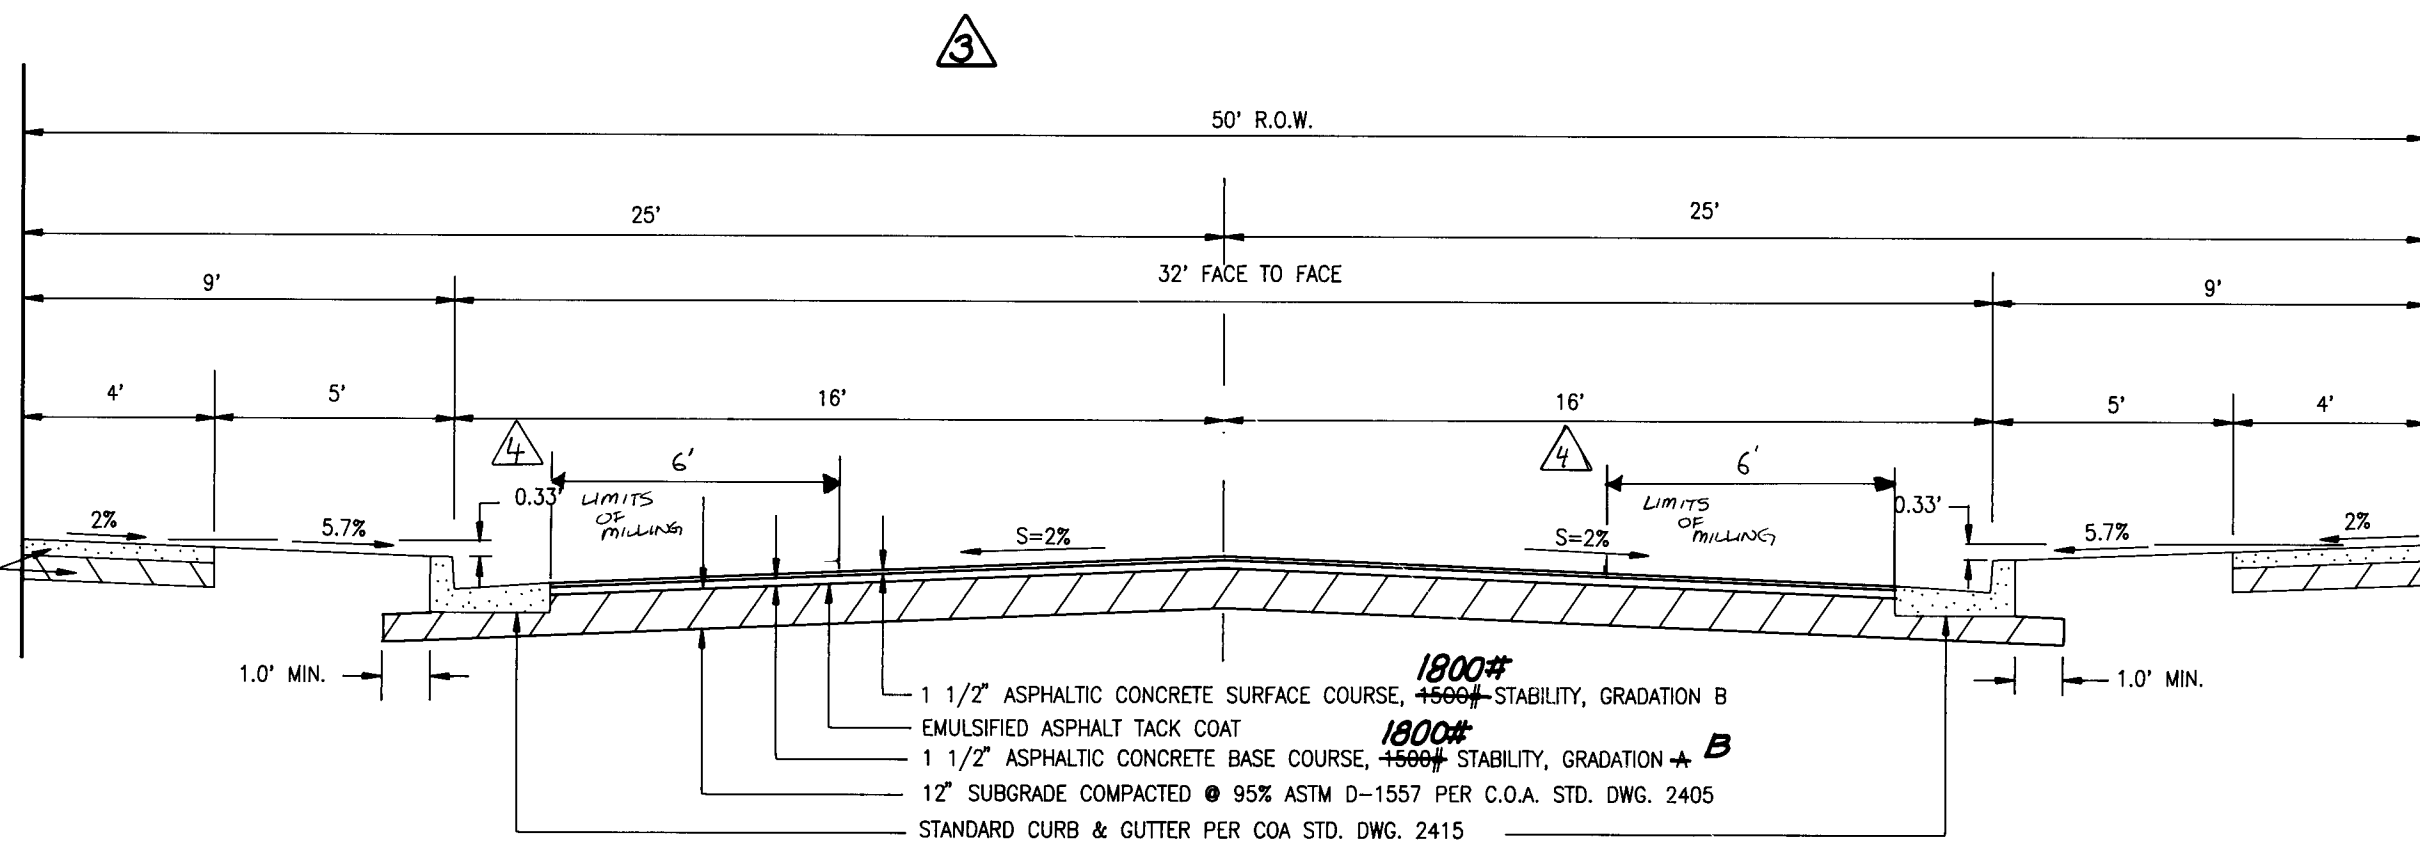 3
50' R.O.W.
25' 25'
32' FACE TO FACE
9' 9'
4' 5' 16' 16' 5' 4'
4 6' 4 6'
0.33' LIMITS OF MILLING LIMITS OF MILLING 0.33'
2% 5.7% S=2% S=2% 5.7% 2%
1.0' MIN. 1.0' MIN.
1800#
1 1/2" ASPHALTIC CONCRETE SURFACE COURSE, 1500# STABILITY, GRADATION B
EMULSIFIED ASPHALT TACK COAT
1800#
1 1/2" ASPHALTIC CONCRETE BASE COURSE, 1500# STABILITY, GRADATION A B
12" SUBGRADE COMPACTED @ 95% ASTM D-1557 PER C.O.A. STD. DWG. 2405
STANDARD CURB & GUTTER PER COA STD. DWG. 2415